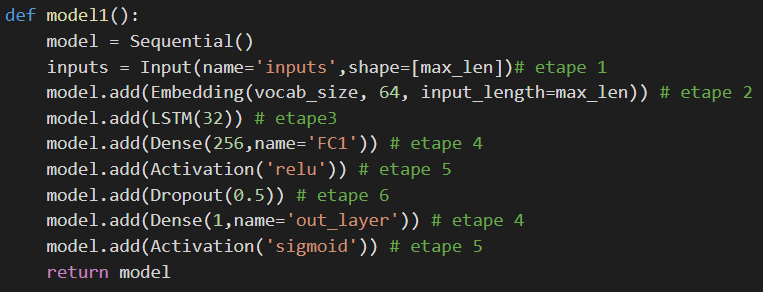 def model1():
    model = Sequential()
    inputs = Input(name='inputs',shape=[max_len])# etape 1
    model.add(Embedding(vocab_size, 64, input_length=max_len)) # etape 2
    model.add(LSTM(32)) # etape3
    model.add(Dense(256,name='FC1')) # etape 4
    model.add(Activation('relu')) # etape 5
    model.add(Dropout(0.5)) # etape 6
    model.add(Dense(1,name='out_layer')) # etape 4
    model.add(Activation('sigmoid')) # etape 5
    return model